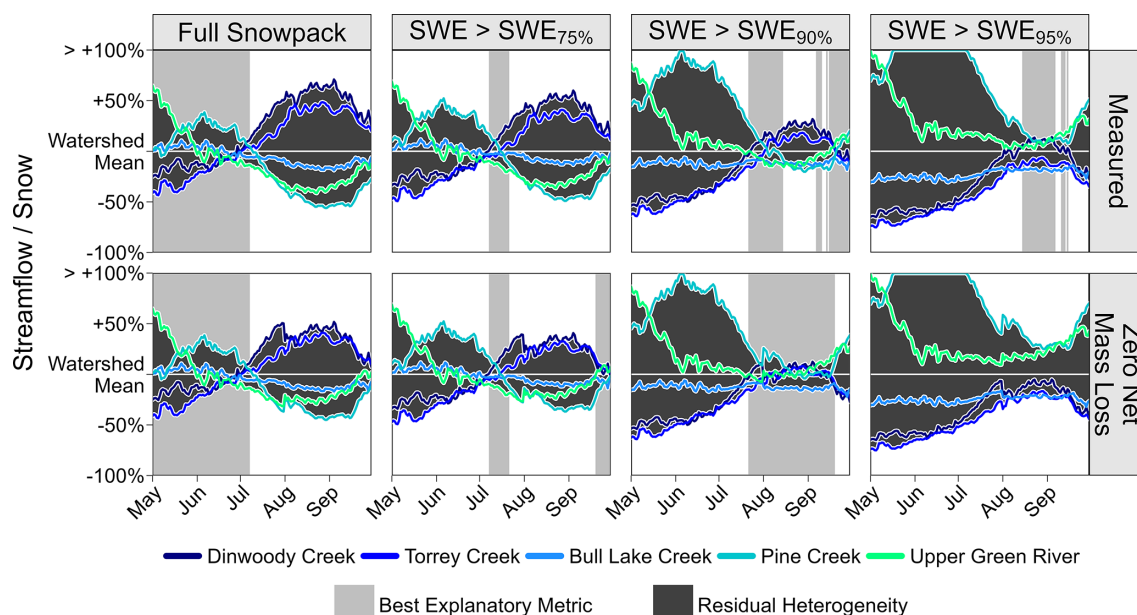 Full Snowpack
SWE > SWE75%
SWE > SWE90%
SWE > SWE95%
Streamflow / Snow
> +100%
+50%
Watershed
Mean
-50%
-100%
Measured
> +100%
+50%
Watershed
Mean
-50%
-100%
Zero Net
Mass Loss
May Jun Jul Aug Sep
May Jun Jul Aug Sep
May Jun Jul Aug Sep
May Jun Jul Aug Sep
Dinwoody Creek Torrey Creek Bull Lake Creek Pine Creek Upper Green River
Best Explanatory Metric Residual Heterogeneity